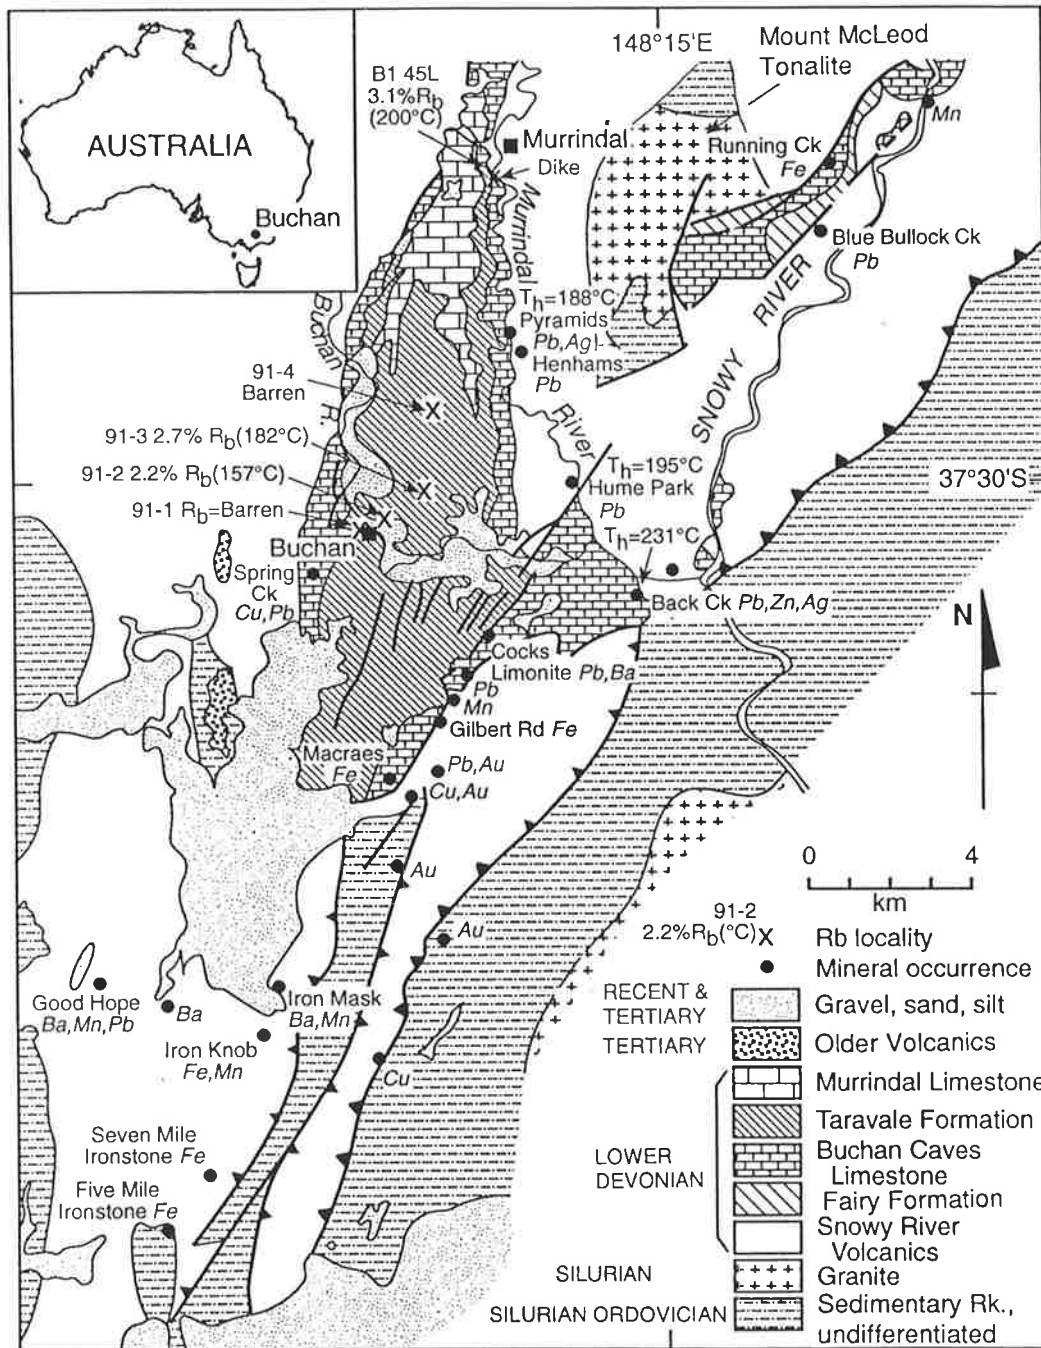 148°15'E
Mount McLeod
Tonalite
B1 45L
3.1%Rb
(200°C)
AUSTRALIA
Buchan
Murrindal
Dike
Running Ck
Fe
Mn
Murrindal
River
Blue Bullock Ck
Pb
SNOWY
RIVER
Buchan
R.
Th=188°C
Pyramids
Pb,Ag
Henhams
Pb
91-4
Barren
91-3 2.7% Rb(182°C)
91-2 2.2% Rb(157°C)
91-1 Rb=Barren
Buchan
Spring
Ck
Cu,Pb
Th=195°C
Hume Park
Pb
37°30'S
Th=231°C
Back Ck Pb,Zn,Ag
N
Cocks
Limonite Pb,Ba
Pb
Mn
Gilbert Rd Fe
Macraes
Fe
Pb,Au
Cu,Au
Au
Au
0 4
km
Good Hope
Ba,Mn,Pb
Ba
Iron Mask
Ba,Mn
Iron Knob
Fe,Mn
Cu
Seven Mile
Ironstone Fe
Five Mile
Ironstone Fe
91-2
2.2%Rb(°C) X Rb locality
Mineral occurrence
RECENT &
TERTIARY
Gravel, sand, silt
TERTIARY Older Volcanics
Murrindal Limestone
Taravale Formation
LOWER
DEVONIAN
Buchan Caves
Limestone
Fairy Formation
Snowy River
Volcanics
SILURIAN Granite
SILURIAN ORDOVICIAN Sedimentary Rk.,
undifferentiated